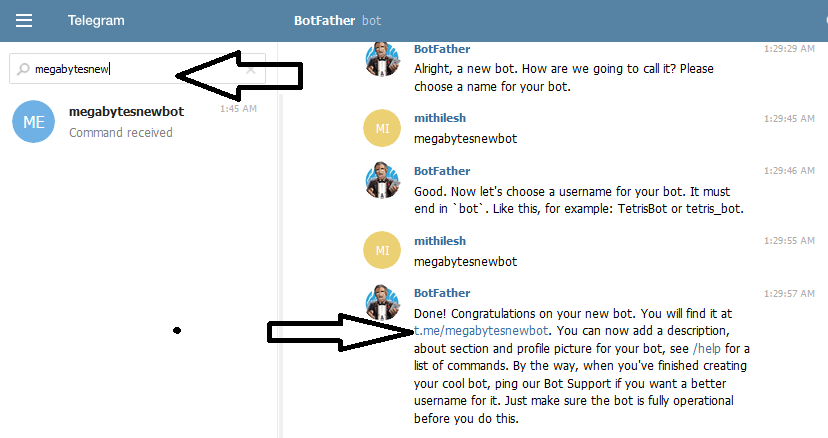 Telegram
BotFather bot
megabytesnew
ME
megabytesnewbot 1:45 AM
Command received
BotFather 1:29:29 AM
Alright, a new bot. How are we going to call it? Please
choose a name for your bot.
MI
mithilesh 1:29:45 AM
megabytesnewbot
BotFather 1:29:46 AM
Good. Now let's choose a username for your bot. It must
end in `bot`. Like this, for example: TetrisBot or tetris_bot.
MI
mithilesh 1:29:55 AM
megabytesnewbot
BotFather 1:29:57 AM
Done! Congratulations on your new bot. You will find it at
t.me/megabytesnewbot. You can now add a description,
about section and profile picture for your bot, see /help for a
list of commands. By the way, when you've finished creating
your cool bot, ping our Bot Support if you want a better
username for it. Just make sure the bot is fully operational
before you do this.